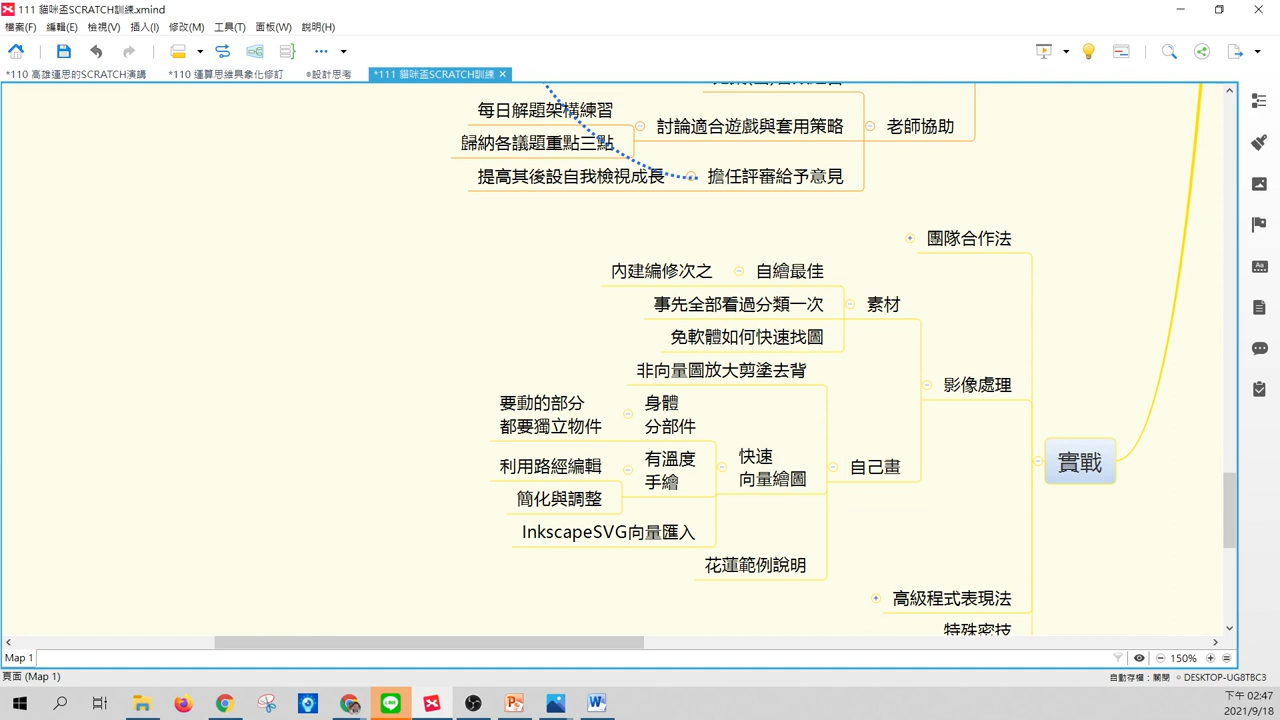 111 貓咪盃SCRATCH訓練.xmind
檔案(F) 編輯(E) 檢視(V) 插入(I) 修改(M) 工具(T) 面板(W) 說明(H)
*110 高雄運思的SCRATCH演講 *110 運算思維具象化修訂 設計思考 *111 貓咪盃SCRATCH訓練
每日解題架構練習
歸納各議題重點三點
討論適合遊戲與套用策略
老師協助
提高其後設自我檢視成長
擔任評審給予意見
團隊合作法
內建編修次之
自繪最佳
事先全部看過分類一次
素材
免軟體如何快速找圖
非向量圖放大剪塗去背
影像處理
要動的部分
都要獨立物件
身體
分部件
利用路經編輯
有溫度
手繪
快速
向量繪圖
自己畫
實戰
簡化與調整
InkscapeSVG向量匯入
花蓮範例說明
高級程式表現法
特殊密技
Map 1
150%
頁面 (Map 1)
自動存檔：關閉 DESKTOP-UG8TBC3
下午 02:47
2021/9/18